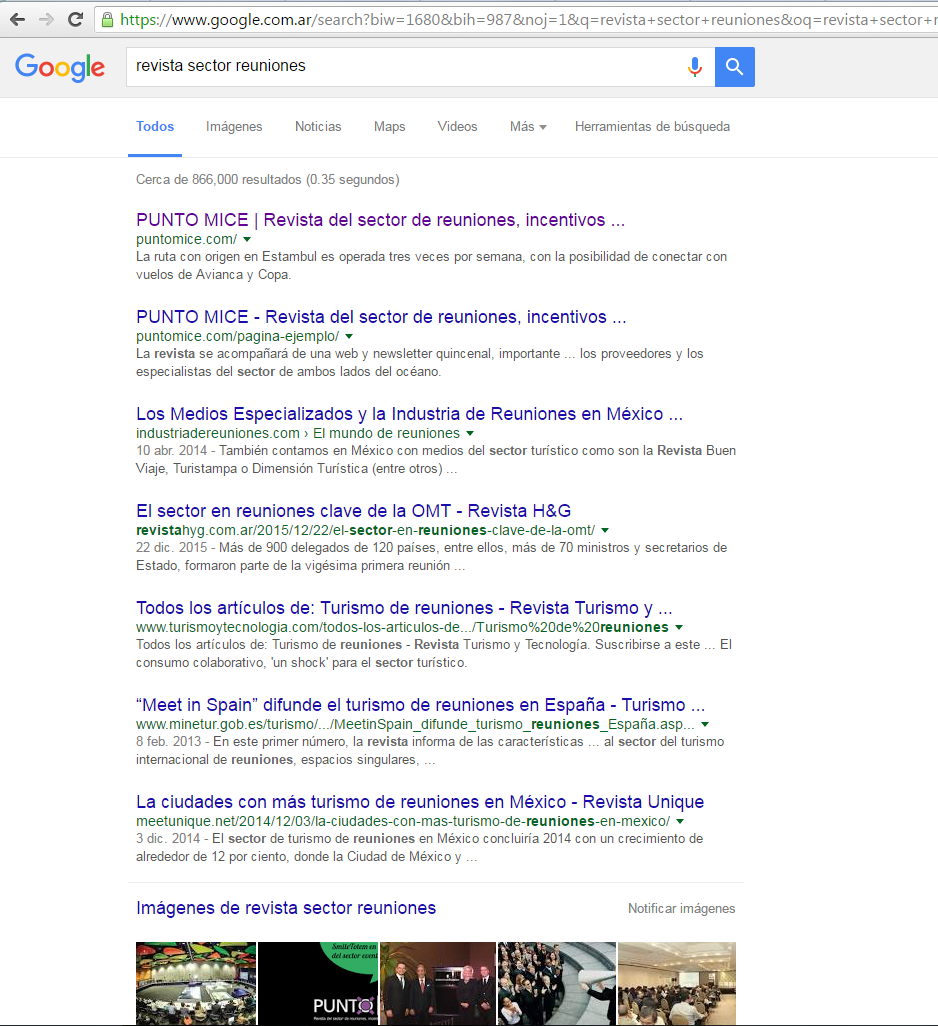 https://www.google.com.ar/search?biw=1680&bih=987&noj=1&q=revista+sector+reuniones&oq=revista+sector+r
Google
revista sector reuniones
Todos Imágenes Noticias Maps Videos Más Herramientas de búsqueda
Cerca de 866,000 resultados (0.35 segundos)
PUNTO MICE | Revista del sector de reuniones, incentivos ...
puntomice.com/
La ruta con origen en Estambul es operada tres veces por semana, con la posibilidad de conectar con
vuelos de Avianca y Copa.
PUNTO MICE - Revista del sector de reuniones, incentivos ...
puntomice.com/pagina-ejemplo/
La revista se acompañará de una web y newsletter quincenal, importante ... los proveedores y los
especialistas del sector de ambos lados del océano.
Los Medios Especializados y la Industria de Reuniones en México ...
industriadereuniones.com › El mundo de reuniones
10 abr. 2014 - También contamos en México con medios del sector turístico como son la Revista Buen
Viaje, Turistampa o Dimensión Turística (entre otros) ...
El sector en reuniones clave de la OMT - Revista H&G
revistahyg.com.ar/2015/12/22/el-sector-en-reuniones-clave-de-la-omt/
22 dic. 2015 - Más de 900 delegados de 120 países, entre ellos, más de 70 ministros y secretarios de
Estado, formaron parte de la vigésima primera reunión ...
Todos los artículos de: Turismo de reuniones - Revista Turismo y ...
www.turismoytecnologia.com/todos-los-articulos-de.../Turismo%20de%20reuniones
Todos los artículos de: Turismo de reuniones - Revista Turismo y Tecnología. Suscribirse a este ... El
consumo colaborativo, 'un shock' para el sector turístico.
“Meet in Spain” difunde el turismo de reuniones en España - Turismo ...
www.minetur.gob.es/turismo/.../MeetinSpain_difunde_turismo_reuniones_España.asp...
8 feb. 2013 - En este primer número, la revista informa de las características ... al sector del turismo
internacional de reuniones, espacios singulares, ...
La ciudades con más turismo de reuniones en México - Revista Unique
meetunique.net/2014/12/03/la-ciudades-con-mas-turismo-de-reuniones-en-mexico/
3 dic. 2014 - El sector de turismo de reuniones en México concluiría 2014 con un crecimiento de
alrededor de 12 por ciento, donde la Ciudad de México y ...
Imágenes de revista sector reuniones
Notificar imágenes
SmileTotem en
del sector event
PUNTO
Revista del sector de reuniones,